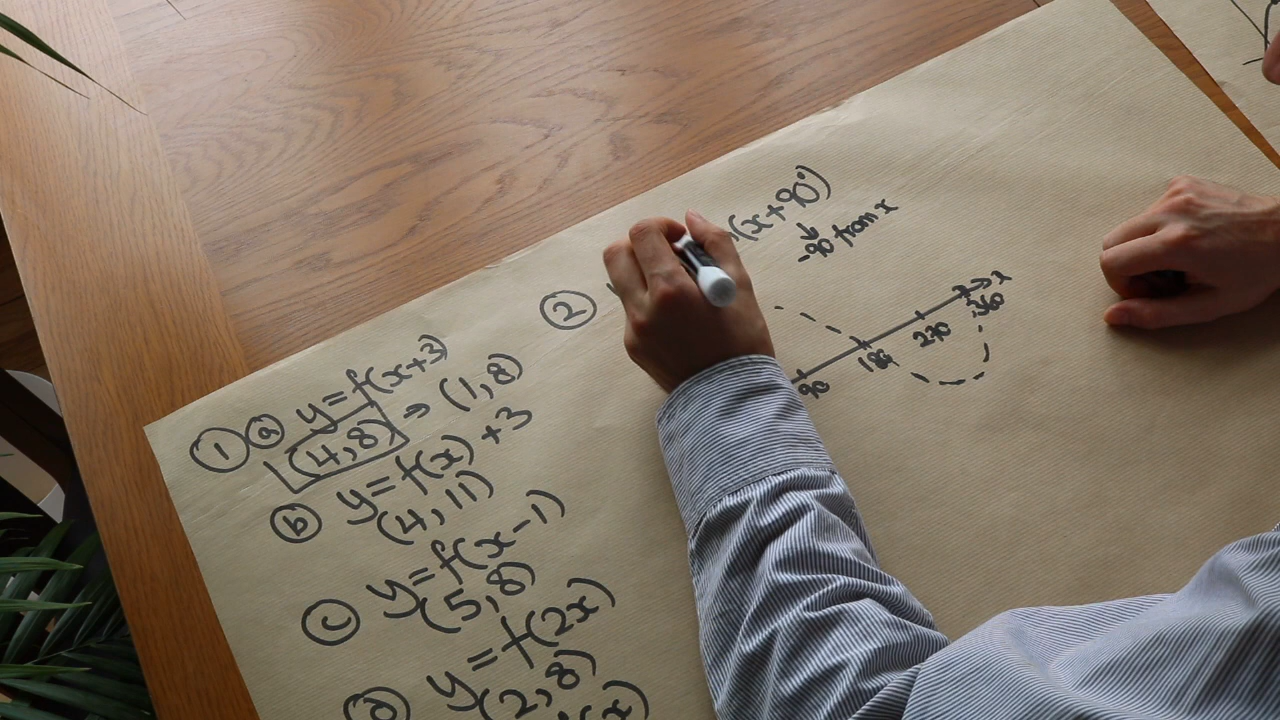 ① ⓐ y=f(x+3)
(4,8) → (1,8)
ⓑ y=f(x)+3
(4,11)
ⓒ y=f(x-1)
(5,8)
ⓓ y=f(2x)
(2,8)
②
(x+90°)
↓
-90 from x
90 180 270 360 x